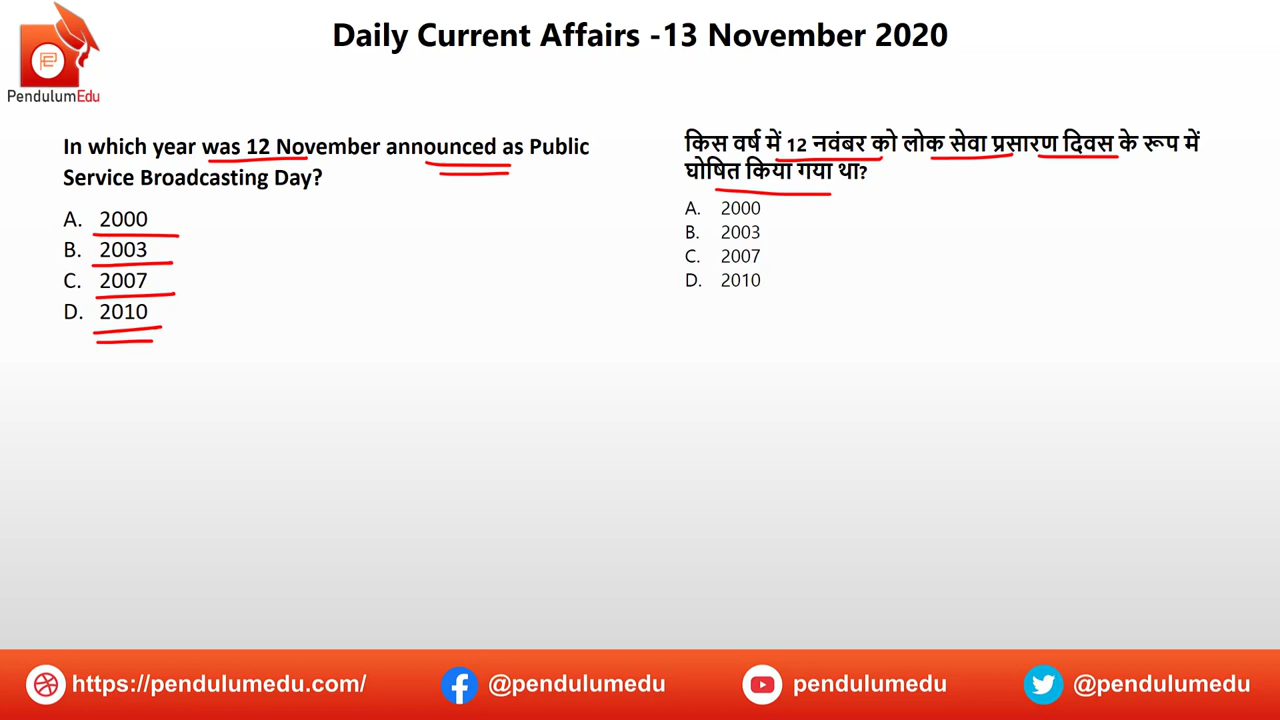 Daily Current Affairs -13 November 2020
PendulumEdu
In which year was 12 November announced as Public
Service Broadcasting Day?
A. 2000
B. 2003
C. 2007
D. 2010
किस वर्ष में 12 नवंबर को लोक सेवा प्रसारण दिवस के रूप में
घोषित किया गया था?
A. 2000
B. 2003
C. 2007
D. 2010
https://pendulumedu.com/
@pendulumedu
pendulumedu
@pendulumedu